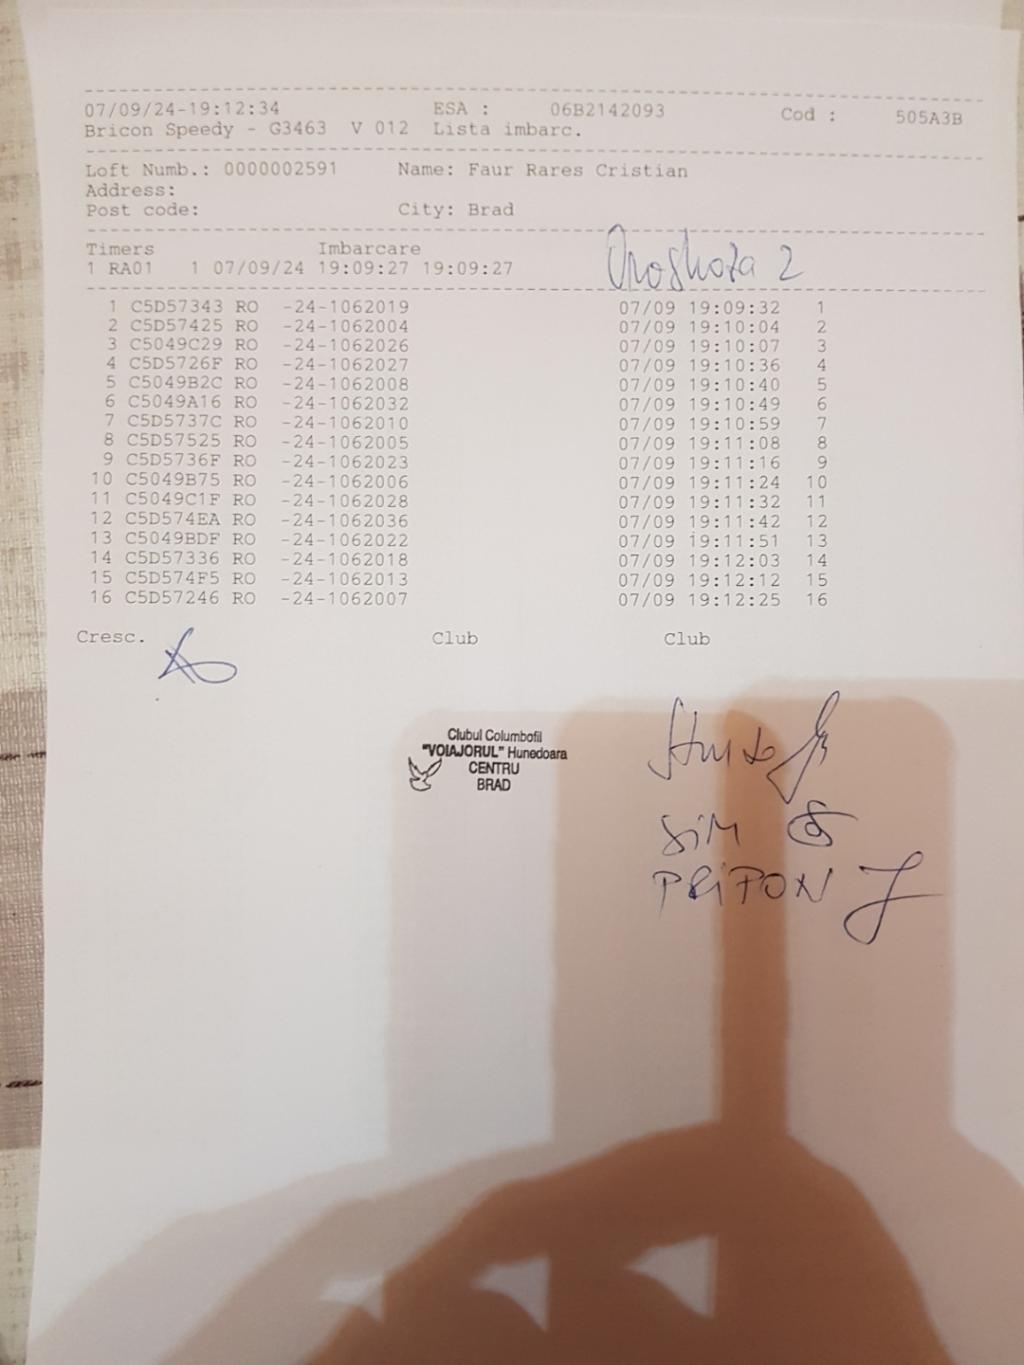 07/09/24-19:12:34 ESA : 06B2142093 Cod : 505A3B
Bricon Speedy - G3463 V 012 Lista imbarc.
Loft Numb.: 0000002591 Name: Faur Rares Cristian
Address:
Post code: City: Brad
Timers Imbarcare
1 RA01 1 07/09/24 19:09:27 19:09:27
Oroshaza 2
1 C5D57343 RO -24-1062019 07/09 19:09:32 1
2 C5D57425 RO -24-1062004 07/09 19:10:04 2
3 C5049C29 RO -24-1062026 07/09 19:10:07 3
4 C5D5726F RO -24-1062027 07/09 19:10:36 4
5 C5049B2C RO -24-1062008 07/09 19:10:40 5
6 C5049A16 RO -24-1062032 07/09 19:10:49 6
7 C5D5737C RO -24-1062010 07/09 19:10:59 7
8 C5D57525 RO -24-1062005 07/09 19:11:08 8
9 C5D5736F RO -24-1062023 07/09 19:11:16 9
10 C5049B75 RO -24-1062006 07/09 19:11:24 10
11 C5049C1F RO -24-1062028 07/09 19:11:32 11
12 C5D574EA RO -24-1062036 07/09 19:11:42 12
13 C5049BDF RO -24-1062022 07/09 19:11:51 13
14 C5D57336 RO -24-1062018 07/09 19:12:03 14
15 C5D574F5 RO -24-1062013 07/09 19:12:12 15
16 C5D57246 RO -24-1062007 07/09 19:12:25 16
Cresc. Club Club
Clubul Columbofil
"VOIAJORUL" Hunedoara
CENTRU
BRAD
SIM
PRIPON